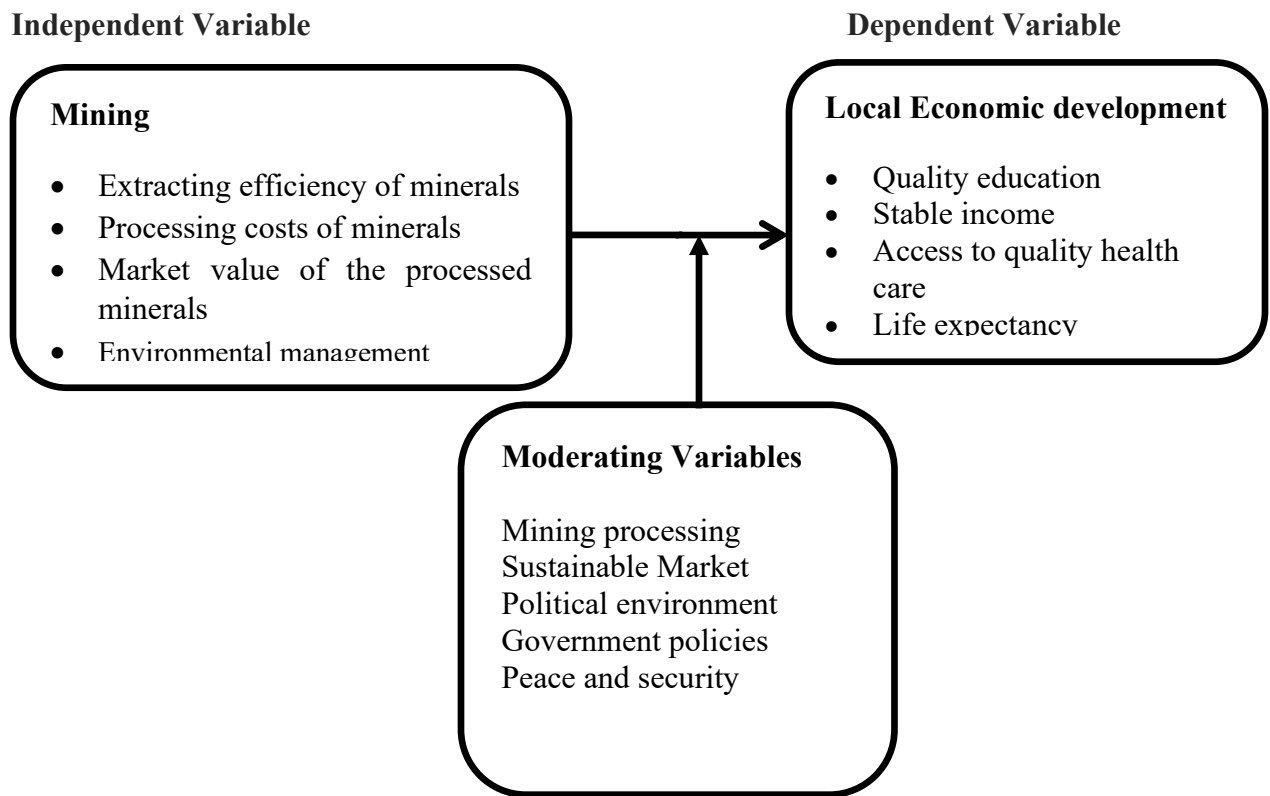 Independent Variable
Dependent Variable
Mining
• Extracting efficiency of minerals
• Processing costs of minerals
• Market value of the processed
minerals
• Environmental management
Local Economic development
• Quality education
• Stable income
• Access to quality health
care
• Life expectancy
Moderating Variables
Mining processing
Sustainable Market
Political environment
Government policies
Peace and security